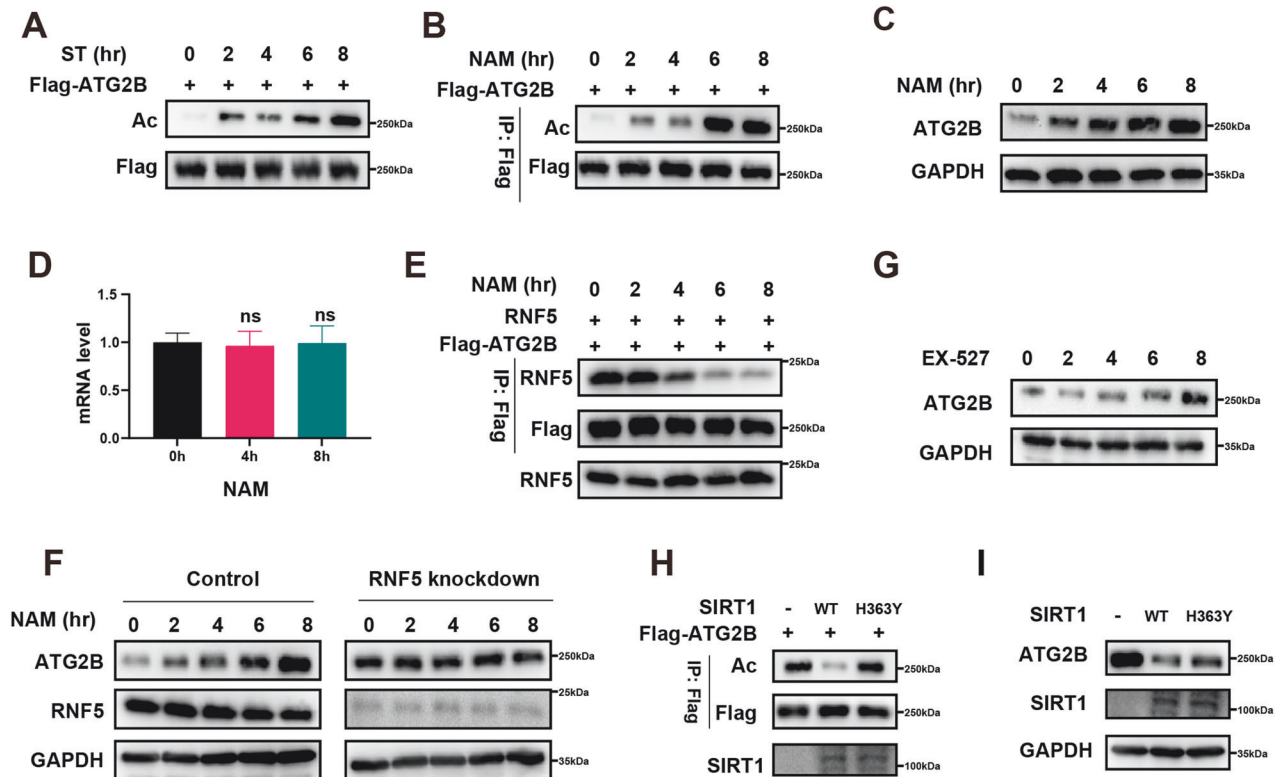 A
ST (hr) 0 2 4 6 8
Flag-ATG2B + + + + +
Ac
250kDa
Flag
250kDa
B
NAM (hr) 0 2 4 6 8
Flag-ATG2B + + + + +
IP: Flag
Ac
250kDa
Flag
250kDa
C
NAM (hr) 0 2 4 6 8
ATG2B
250kDa
GAPDH
35kDa
D
mRNA level
1.5
1.0
0.5
0.0
ns ns
0h 4h 8h
NAM
E
NAM (hr) 0 2 4 6 8
RNF5 + + + + +
Flag-ATG2B + + + + +
IP: Flag
25kDa
RNF5
Flag
250kDa
25kDa
RNF5
G
EX-527 0 2 4 6 8
ATG2B
250kDa
GAPDH
35kDa
F
Control RNF5 knockdown
NAM (hr) 0 2 4 6 8 0 2 4 6 8
ATG2B
250kDa
25kDa
RNF5
GAPDH
35kDa
H
SIRT1 - WT H363Y
Flag-ATG2B + + +
IP: Flag
Ac
250kDa
Flag
250kDa
SIRT1
100kDa
I
SIRT1 - WT H363Y
ATG2B
250kDa
SIRT1
100kDa
GAPDH
35kDa